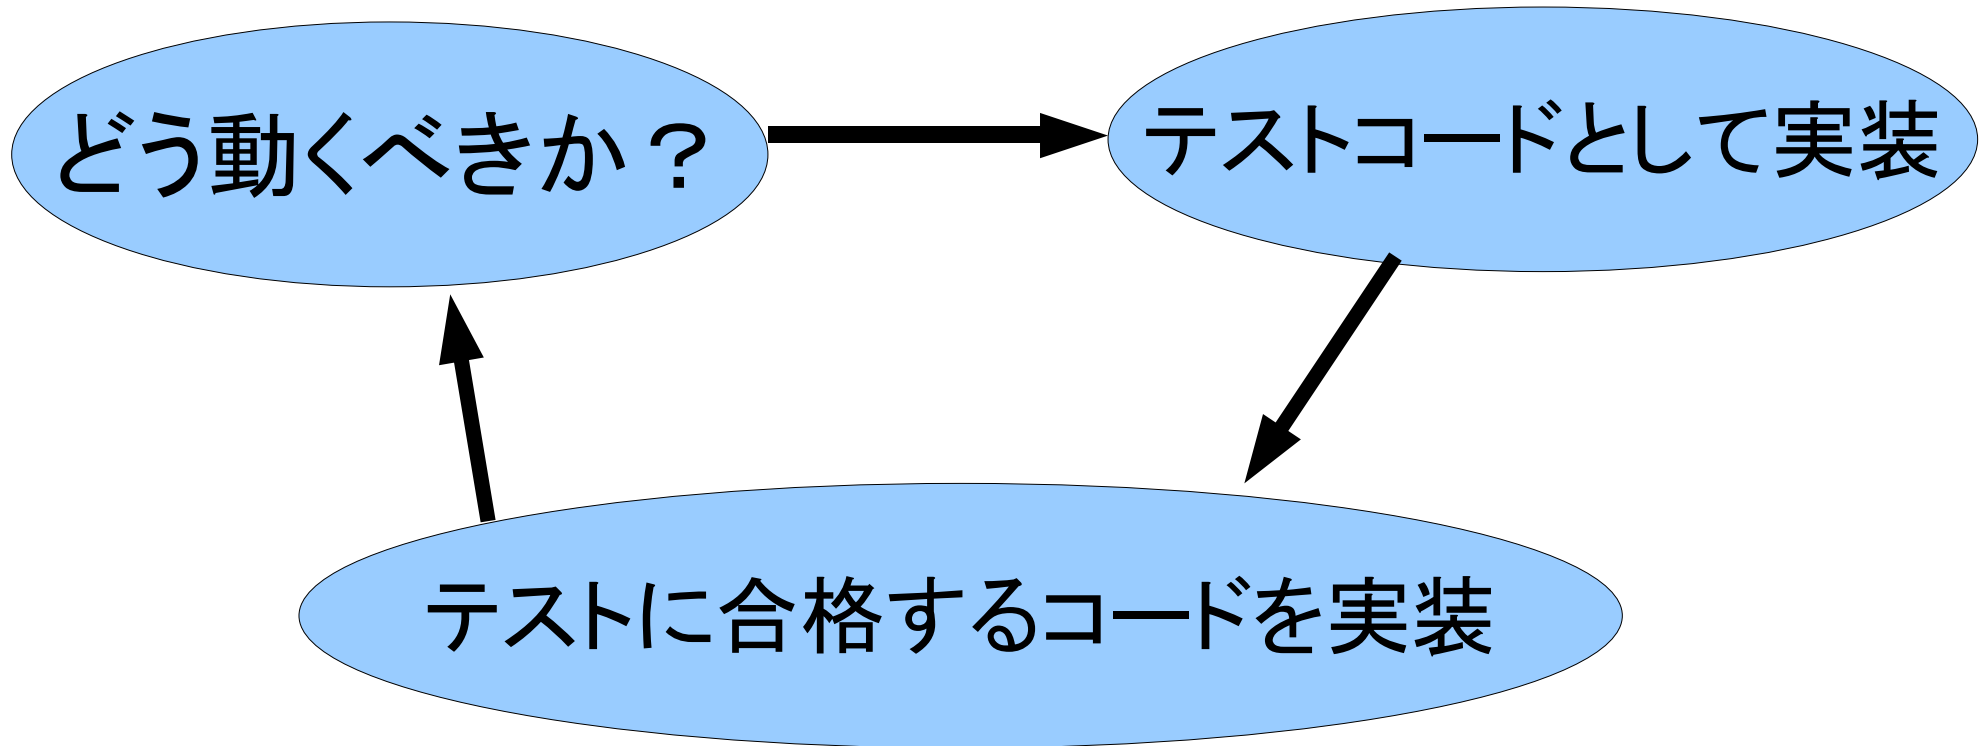 どう動くべきか？
テストコードとして実装
テストに合格するコードを実装